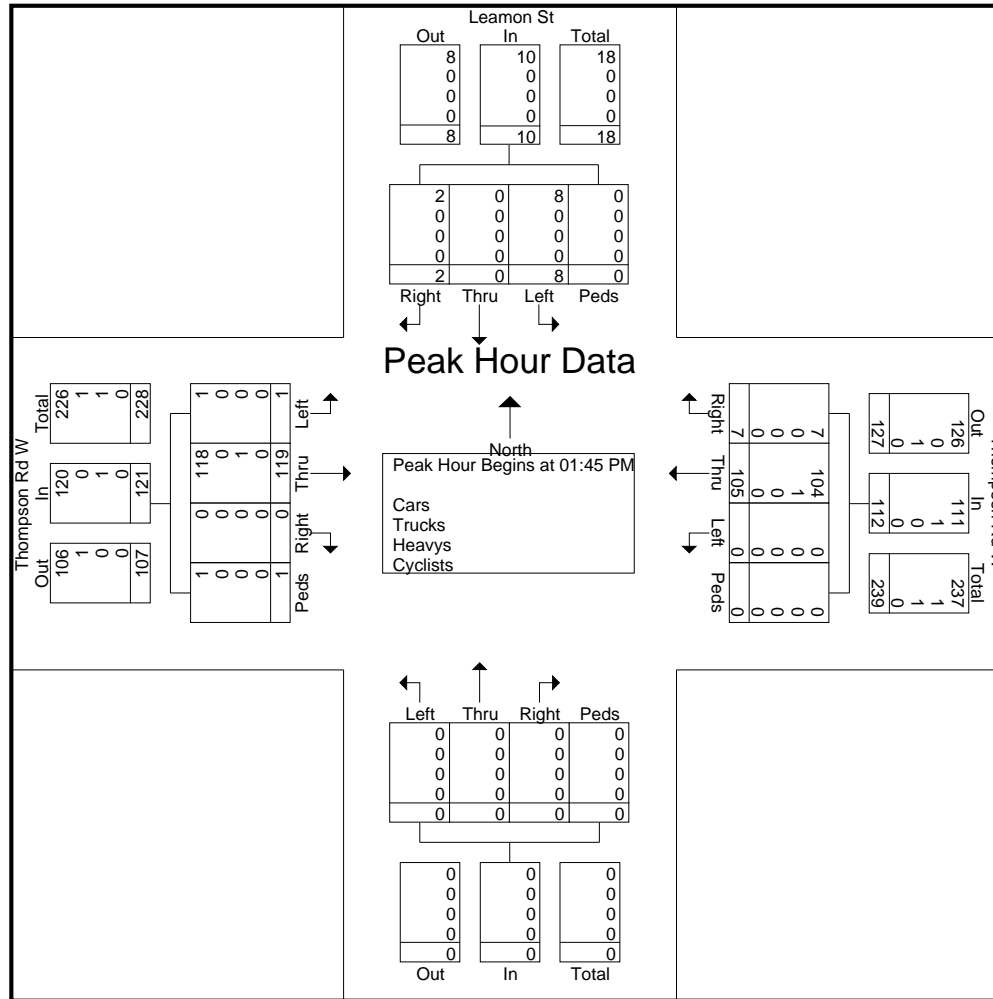 Leamon St
Out In Total
8 10 18
0 0 0
0 0 0
0 0 0
8 10 18
2 0 8 0
0 0 0 0
0 0 0 0
0 0 0 0
2 0 8 0
Right Thru Left Peds
Peak Hour Data
Thompson Rd W
Out In Total
106 120 226
1 0 1
0 1 1
0 0 0
107 121 228
1 0 118 1
0 0 0 0
0 0 1 0
0 0 0 0
1 0 119 1
Peds Right Thru Left
North
Peak Hour Begins at 01:45 PM
Cars
Trucks
Heavys
Cyclists
Out In Total
126 111 237
0 1 1
1 0 1
0 0 0
127 112 239
7 104 0 0
0 1 0 0
0 0 0 0
0 0 0 0
7 105 0 0
Right Thru Left Peds
Left Thru Right Peds
0 0 0 0
0 0 0 0
0 0 0 0
0 0 0 0
0 0 0 0
0 0 0
0 0 0
0 0 0
0 0 0
0 0 0
Out In Total